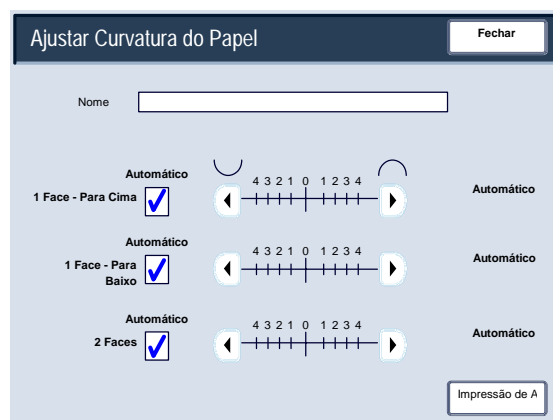 Ajustar Curvatura do Papel
Fechar
Nome
Automático
1 Face - Para Cima
4 3 2 1 0 1 2 3 4
Automático
Automático
1 Face - Para
Baixo
4 3 2 1 0 1 2 3 4
Automático
Automático
2 Faces
4 3 2 1 0 1 2 3 4
Automático
Impressão de A